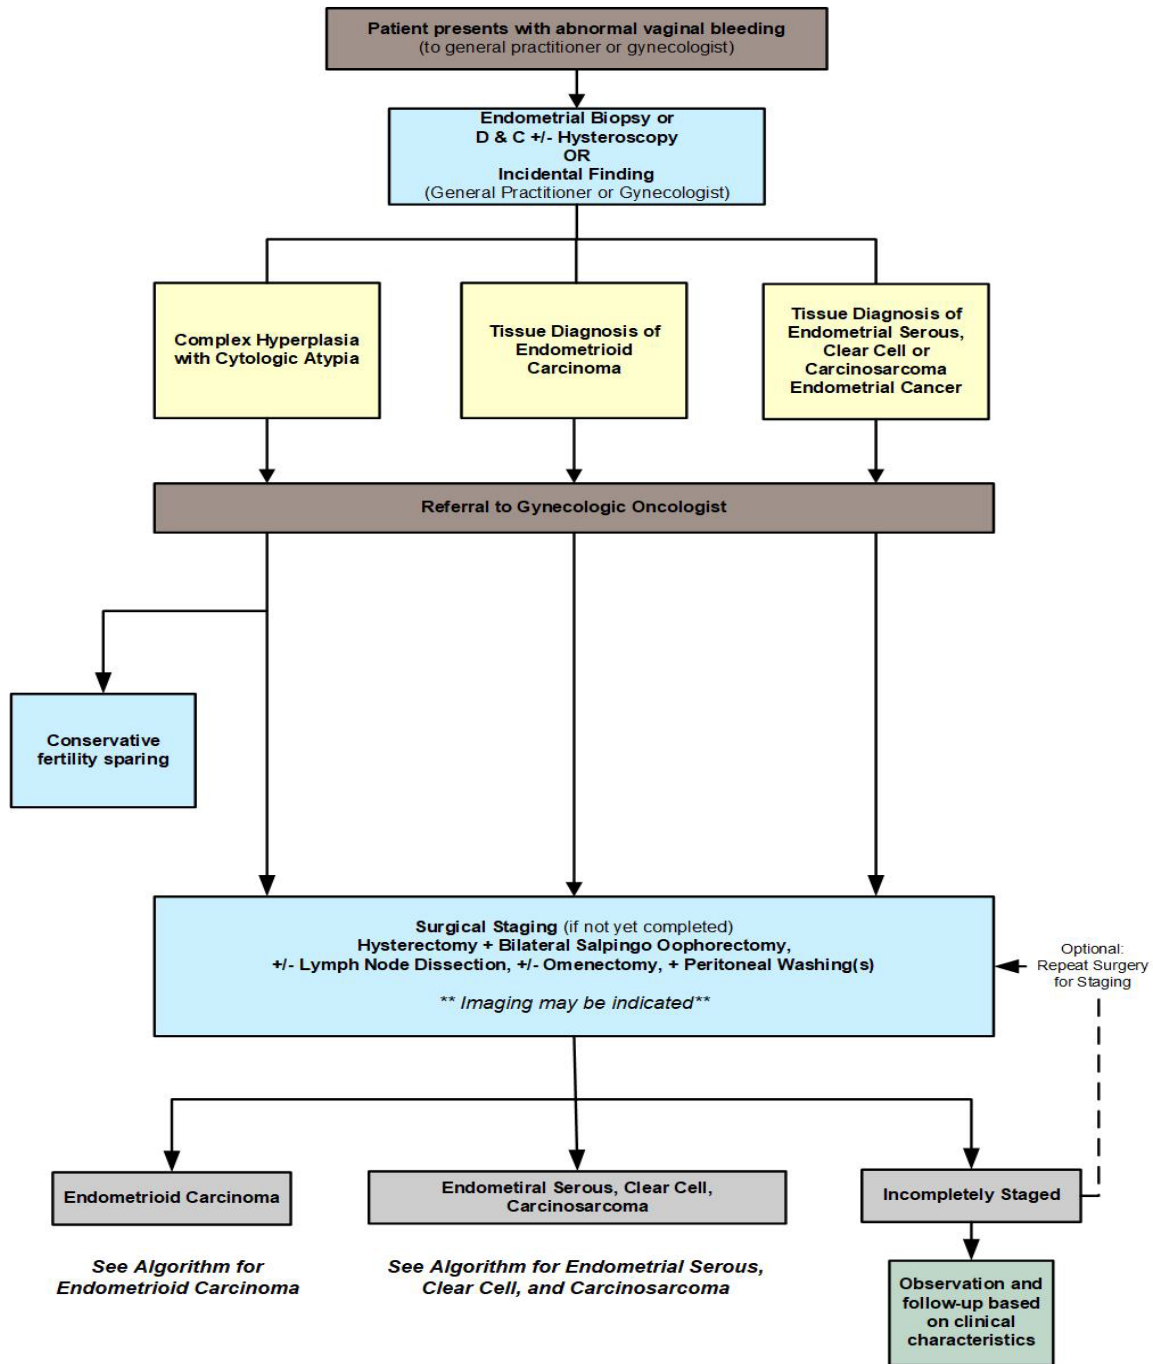 Patient presents with abnormal vaginal bleeding
(to general practitioner or gynecologist)
Endometrial Biopsy or
D & C +/- Hysteroscopy
OR
Incidental Finding
(General Practitioner or Gynecologist)
Complex Hyperplasia
with Cytologic Atypia
Tissue Diagnosis of
Endometrioid
Carcinoma
Tissue Diagnosis of
Endometrial Serous,
Clear Cell or
Carcinosarcoma
Endometrial Cancer
Referral to Gynecologic Oncologist
Conservative
fertility sparing
Surgical Staging (if not yet completed)
Hysterectomy + Bilateral Salpingo Oophorectomy,
+/- Lymph Node Dissection, +/- Omenectomy, + Peritoneal Washing(s)
** Imaging may be indicated**
Optional:
Repeat Surgery
for Staging
Endometrioid Carcinoma
Endometiral Serous, Clear Cell,
Carcinosarcoma
Incompletely Staged
See Algorithm for
Endometrioid Carcinoma
See Algorithm for Endometrial Serous,
Clear Cell, and Carcinosarcoma
Observation and
follow-up based
on clinical
characteristics